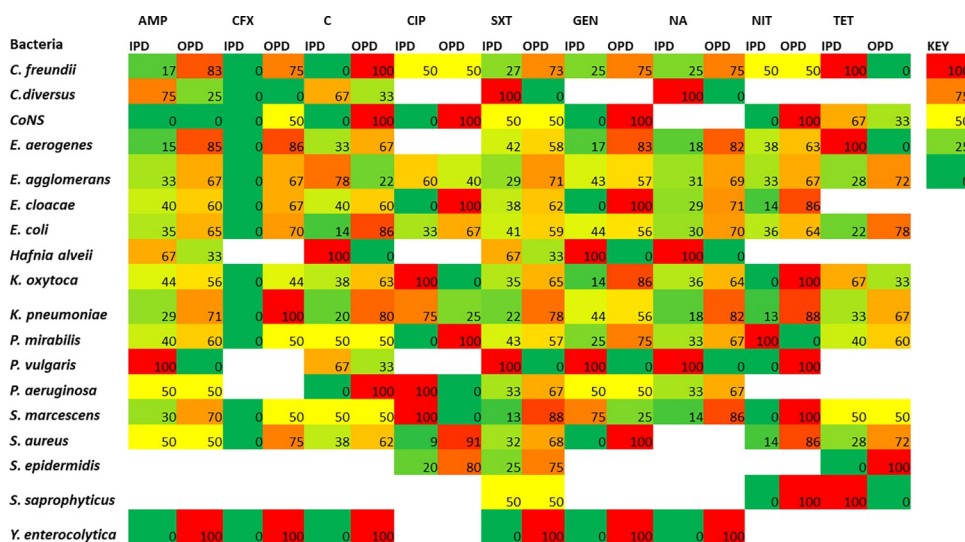 AMP CFX C CIP SXT GEN NA NIT TET
Bacteria IPD OPD IPD OPD IPD OPD IPD OPD IPD OPD IPD OPD IPD OPD IPD OPD IPD OPD KEY
C. freundii 17 83 0 75 0 100 50 50 27 73 25 75 25 75 50 50 100 0 100
C.diversus 75 25 0 0 67 33 100 0 100 0 75
CoNS 0 0 0 50 0 100 0 100 50 50 0 100 0 100 67 33 50
E. aerogenes 15 85 0 86 33 67 42 58 17 83 18 82 38 63 100 0 25
E. agglomerans 33 67 0 67 78 22 60 40 29 71 43 57 31 69 33 67 28 72 0
E. cloacae 40 60 0 67 40 60 0 100 38 62 0 100 29 71 14 86
E. coli 35 65 0 70 14 86 33 67 41 59 44 56 30 70 36 64 22 78
Hafnia alveii 67 33 100 0 67 33 100 0 100 0
K. oxytoca 44 56 0 44 38 63 100 0 35 65 14 86 36 64 0 100 67 33
K. pneumoniae 29 71 0 100 20 80 75 25 22 78 44 56 18 82 13 88 33 67
P. mirabilis 40 60 0 50 50 50 0 100 43 57 25 75 33 67 100 0 40 60
P. vulgaris 100 0 67 33 100 0 100 0 100 0 0 100
P. aeruginosa 50 50 0 100 100 0 33 67 50 50 33 67
S. marcescens 30 70 0 50 50 50 100 0 13 88 75 25 14 86 0 100 50 50
S. aureus 50 50 0 75 38 62 9 91 32 68 0 100 14 86 28 72
S. epidermidis 20 80 25 75 0 100
S. saprophyticus 50 50 0 100 100 0
Y. enterocolytica 0 100 0 100 0 100 0 100 0 100 0 100